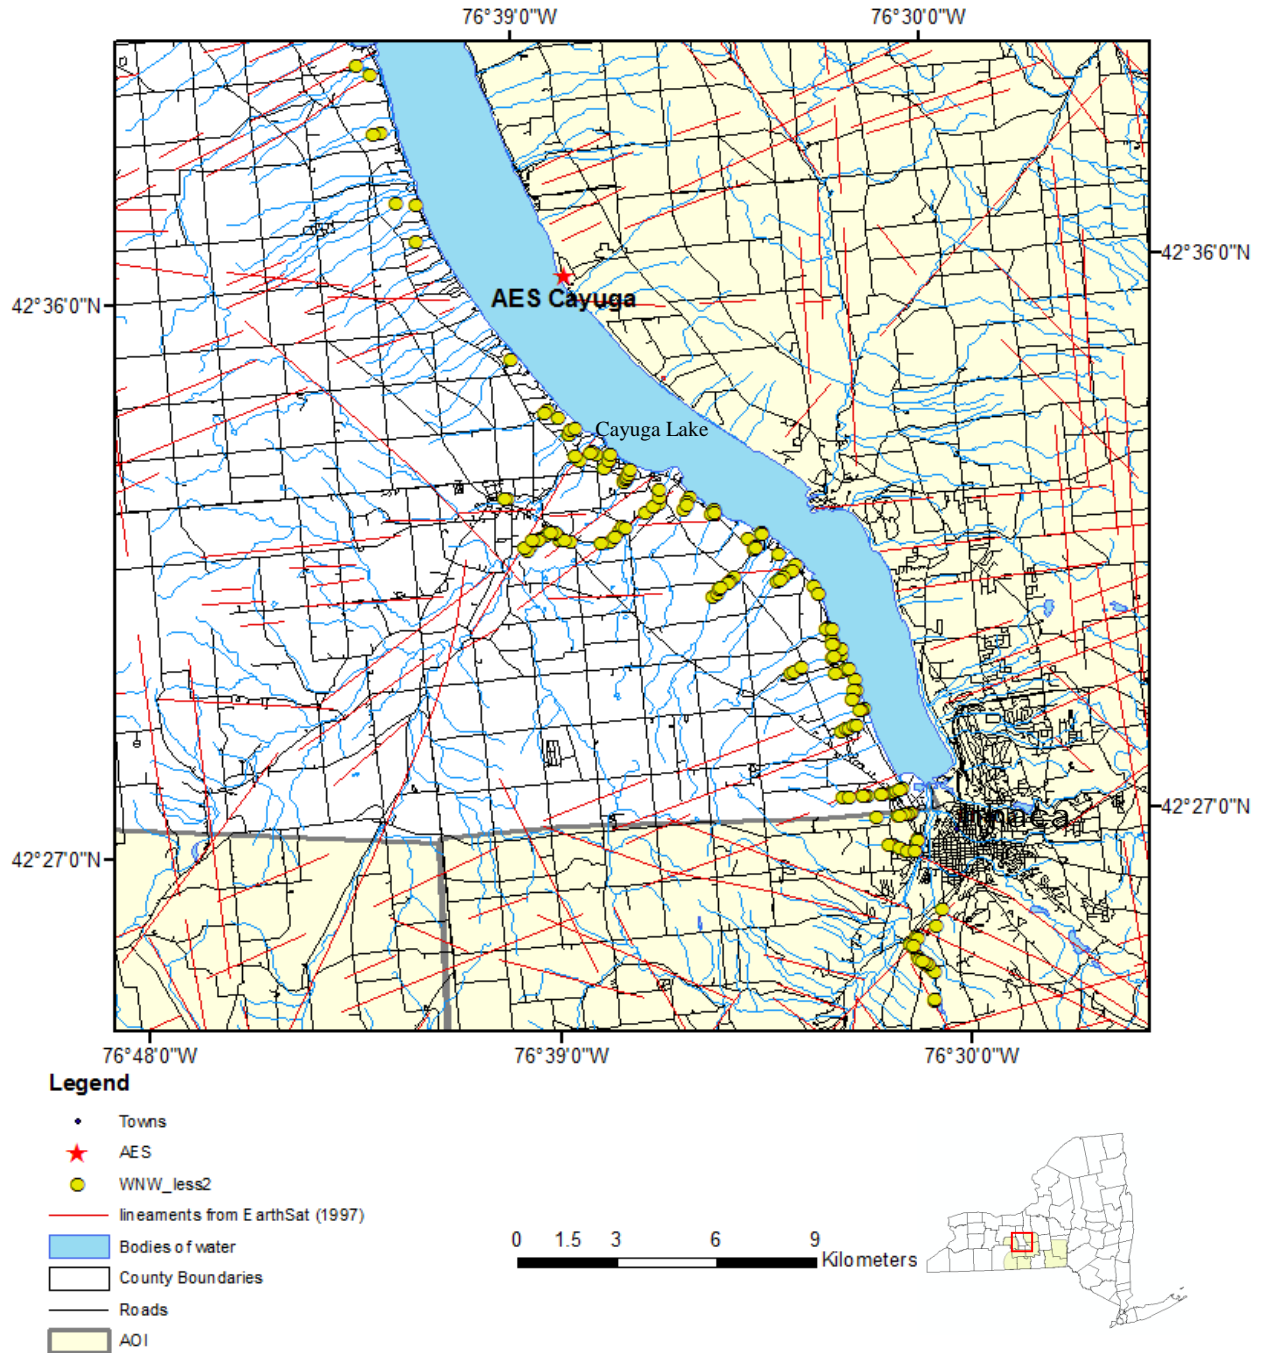 76°39'0"W 76°30'0"W
42°36'0"N
42°36'0"N
AES Cayuga
Cayuga Lake
42°27'0"N
Ithaca
42°27'0"N
76°48'0"W 76°39'0"W 76°30'0"W
Legend
Towns
AES
WNW_less2
lineaments from EarthSat (1997)
Bodies of water
County Boundaries
Roads
AOI
0 1.5 3 6 9
Kilometers